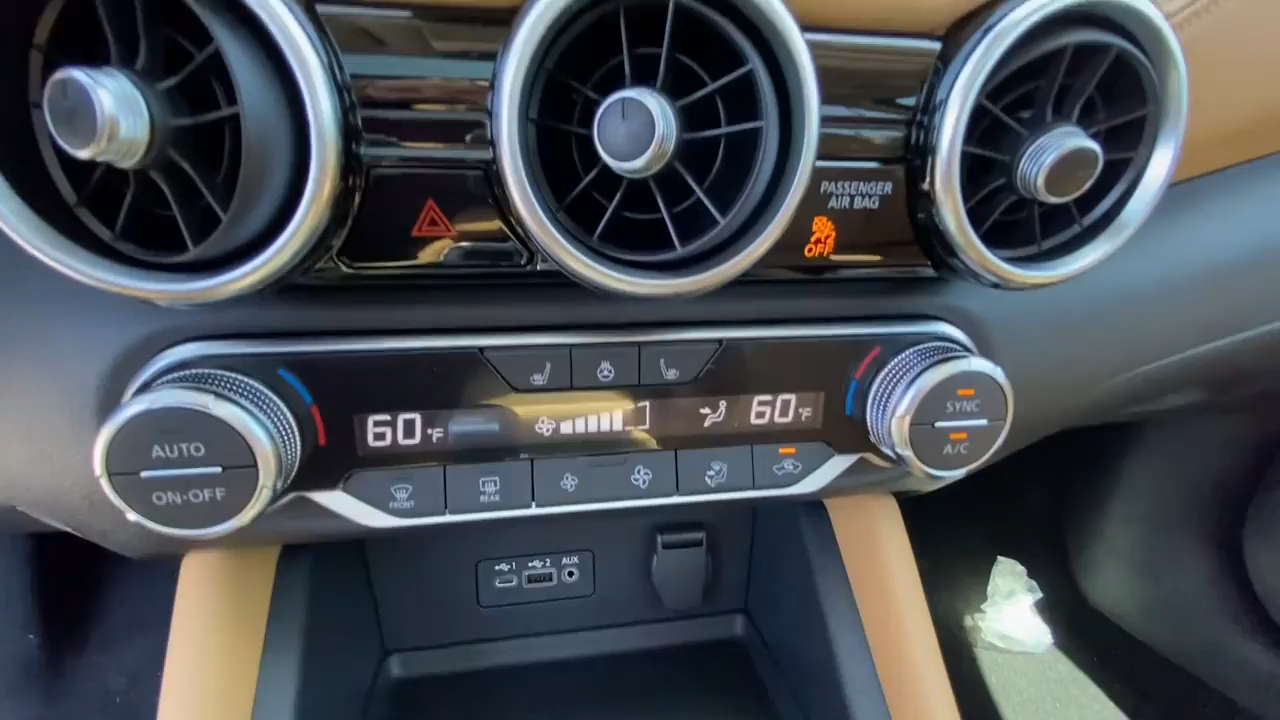 PASSENGER
AIR BAG
OFF
60°F
60°F
SYNC
A/C
AUTO
ON·OFF
FRONT
REAR
1
2
AUX